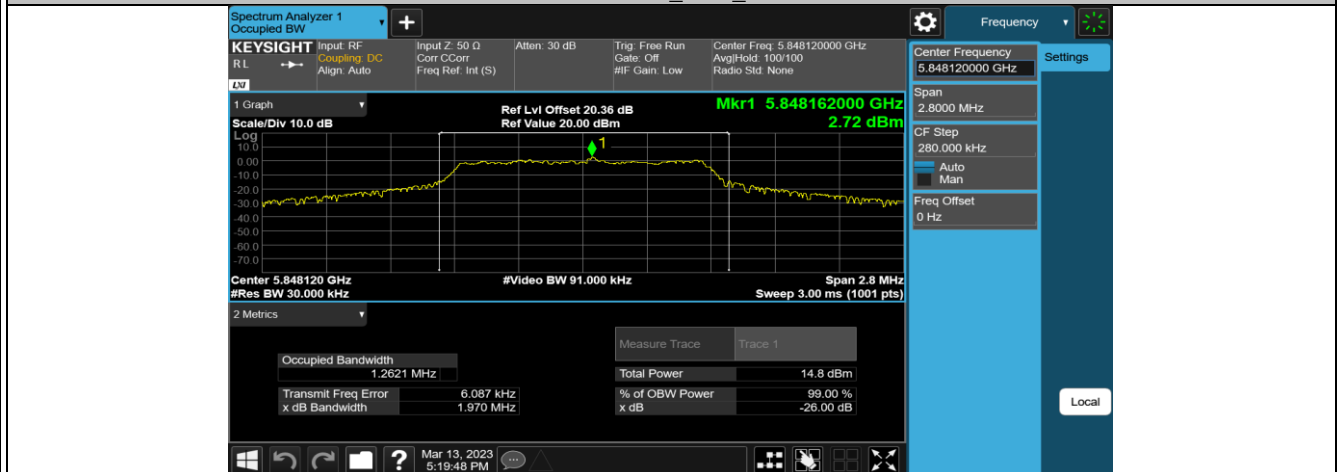 Spectrum Analyzer 1
Occupied BW
+
Frequency
KEYSIGHT
RL
LXI
Input: RF
Coupling: DC
Align: Auto
Input Z: 50 Ω
Corr CCorr
Freq Ref: Int (S)
Atten: 30 dB
Trig: Free Run
Gate: Off
#IF Gain: Low
Center Freq: 5.848120000 GHz
Avg|Hold: 100/100
Radio Std: None
Center Frequency
5.848120000 GHz
Settings
Span
2.8000 MHz
CF Step
280.000 kHz
Auto
Man
Freq Offset
0 Hz
1 Graph
Scale/Div 10.0 dB
Ref Lvl Offset 20.36 dB
Ref Value 20.00 dBm
Mkr1 5.848162000 GHz
2.72 dBm
Log
10.0
0.00
-10.0
-20.0
-30.0
-40.0
-50.0
-60.0
-70.0
1
Center 5.848120 GHz
#Video BW 91.000 kHz
Span 2.8 MHz
#Res BW 30.000 kHz
Sweep 3.00 ms (1001 pts)
2 Metrics
Measure Trace
Trace 1
Occupied Bandwidth
1.2621 MHz
Total Power
14.8 dBm
Transmit Freq Error
6.087 kHz
% of OBW Power
99.00 %
x dB Bandwidth
1.970 MHz
x dB
-26.00 dB
Local
?
Mar 13, 2023
5:19:48 PM